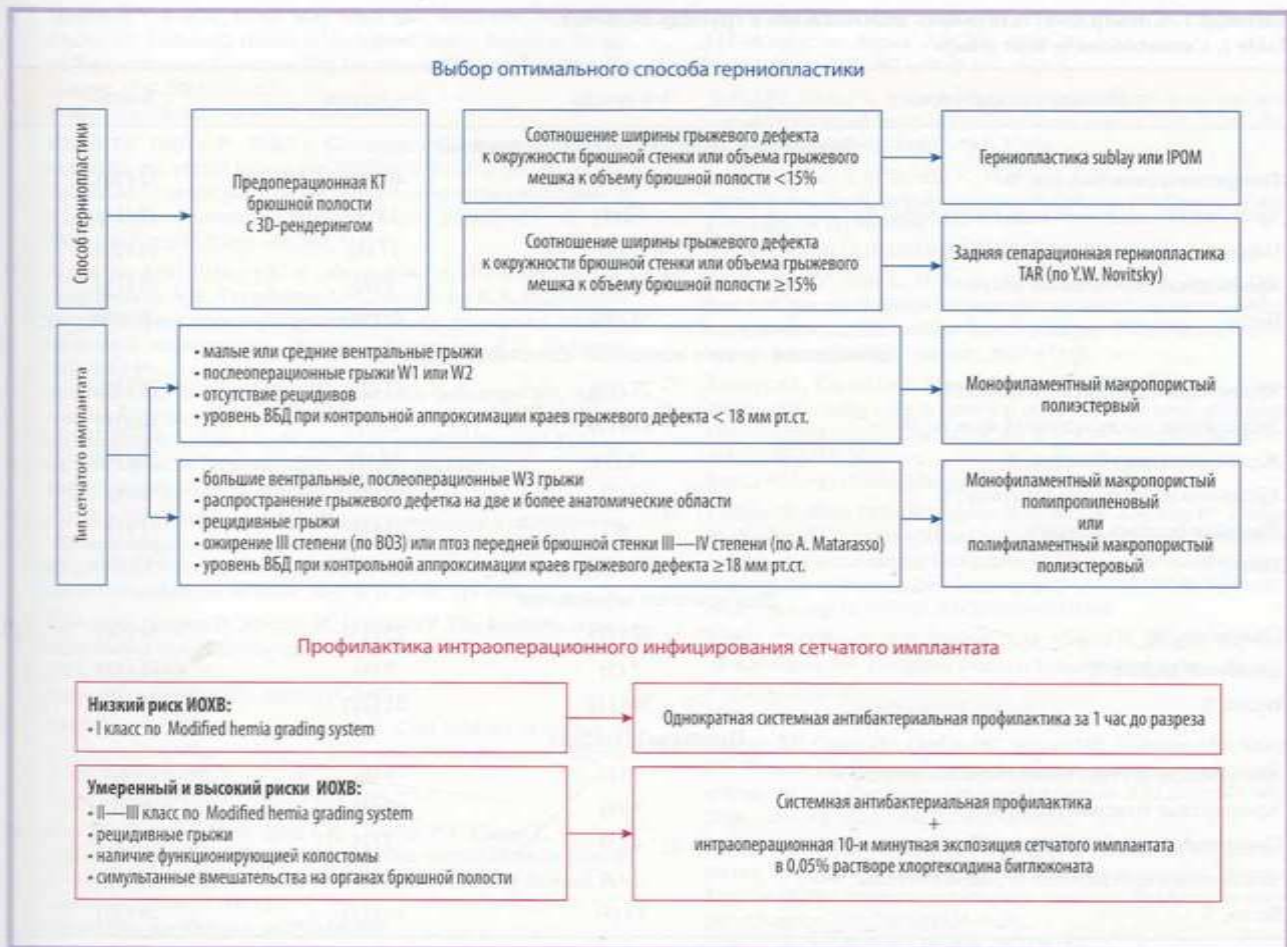 Выбор оптимального способа герниопластики
Способ герниопластики
Предоперационная КТ
брюшной полости
с 3D-рендерингом
Соотношение ширины грыжевого дефекта
к окружности брюшной стенки или объема грыжевого
мешка к объему брюшной полости <15%
Герниопластика sublay или IPOM
Соотношение ширины грыжевого дефекта
к окружности брюшной стенки или объема грыжевого
мешка к объему брюшной полости ≥15%
Задняя сепарационная герниопластика
TAR (по Y.W. Novitsky)
Тип сетчатого имплантата
• малые или средние вентральные грыжи
• послеоперационные грыжи W1 или W2
• отсутствие рецидивов
• уровень ВБД при контрольной аппроксимации краев грыжевого дефекта < 18 мм рт.ст.
Монофиламентный макропористый
полиэстервый
• большие вентральные, послеоперационные W3 грыжи
• распространение грыжевого дефетка на две и более анатомические области
• рецидивные грыжи
• ожирение III степени (по ВОЗ) или птоз передней брюшной стенки III—IV степени (по A. Matarasso)
• уровень ВБД при контрольной аппроксимации краев грыжевого дефекта ≥18 мм рт.ст.
Монофиламентный макропористый
полипропиленовый
или
полифиламентный макропористый
полиэстеровый
Профилактика интраоперационного инфицирования сетчатого имплантата
Низкий риск ИОХВ:
• I класс по Modified hemia grading system
Однократная системная антибактериальная профилактика за 1 час до разреза
Умеренный и высокий риски ИОХВ:
• II—III класс по Modified hemia grading system
• рецидивные грыжи
• наличие функционирующией колостомы
• симультанные вмешательства на органах брюшной полости
Системная антибактериальная профилактика
+
интраоперационная 10-и минутная экспозиция сетчатого имплантата
в 0,05% растворе хлоргексидина биглюконата